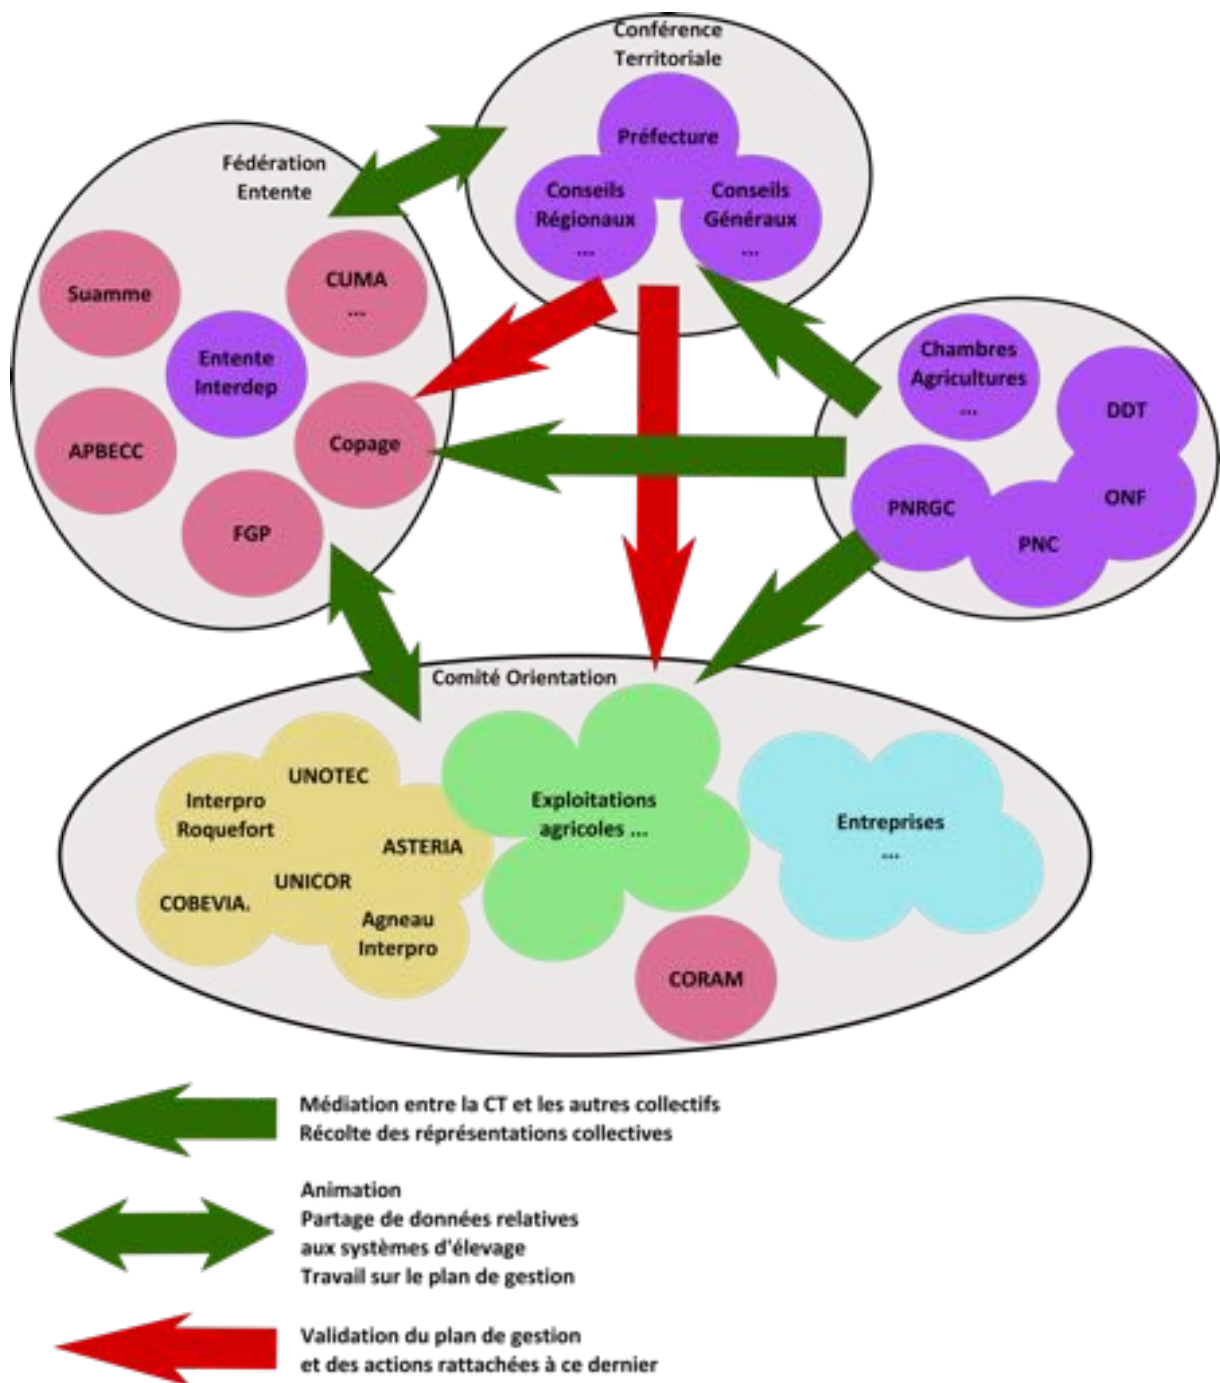 Conférence
Territoriale
Préfecture
Conseils
Régionaux
...
Conseils
Généraux
...
Fédération
Entente
Suamme
CUMA
...
Entente
Interdep
APBECC
Copage
FGP
Chambres
Agricultures
...
DDT
PNRGC
ONF
PNC
Comité Orientation
UNOTEC
Interpro
Roquefort
ASTERIA
UNICOR
COBEVIA.
Agneau
Interpro
Exploitations
agricoles ...
Entreprises
...
CORAM
Médiation entre la CT et les autres collectifs
Récolte des réprésentations collectives
Animation
Partage de données relatives
aux systèmes d'élevage
Travail sur le plan de gestion
Validation du plan de gestion
et des actions rattachées à ce dernier